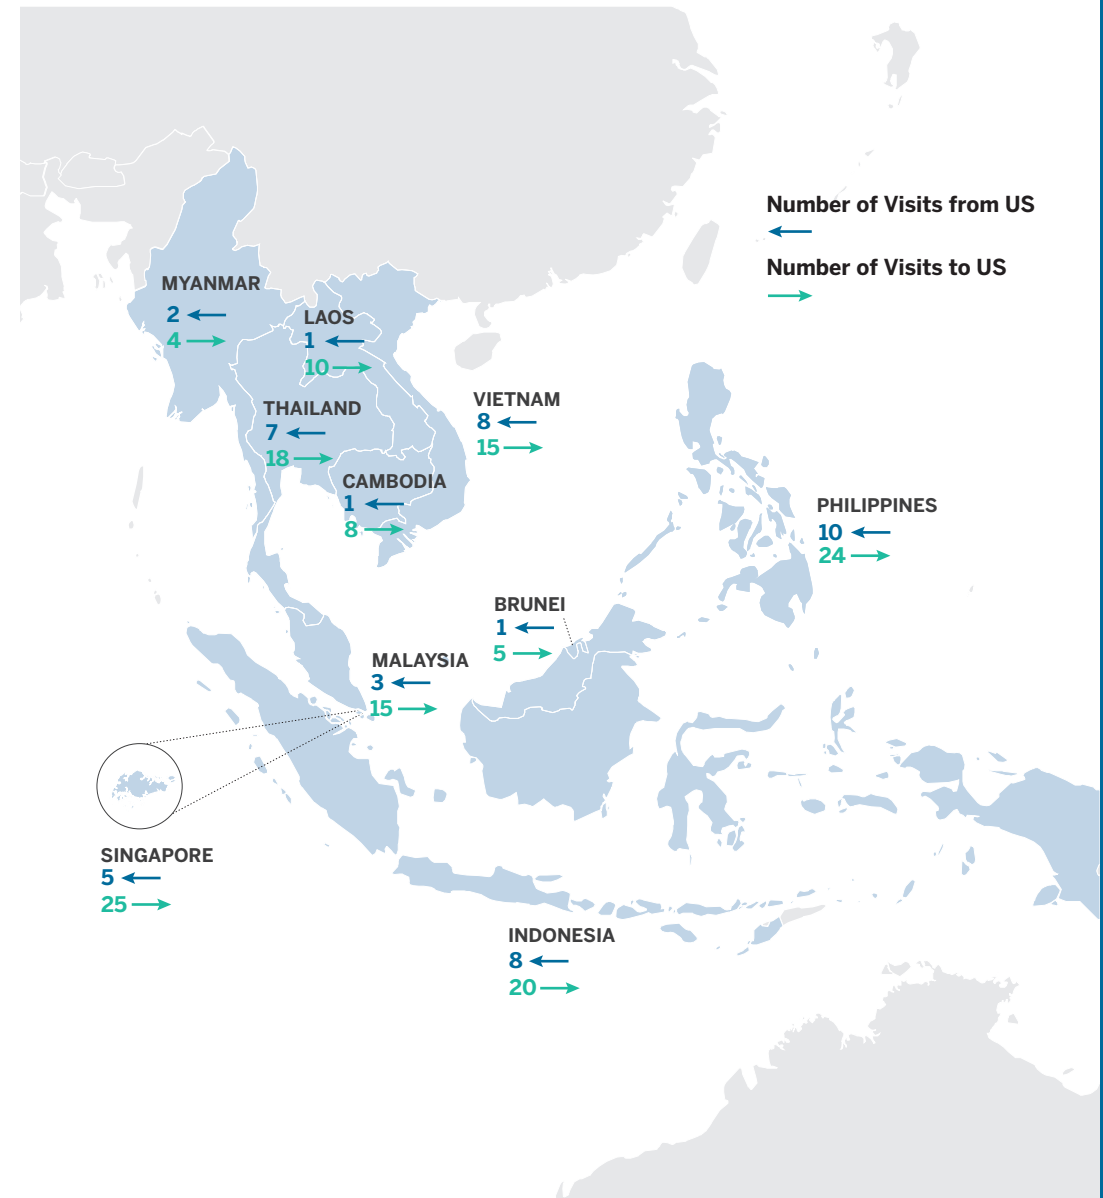 Number of Visits from US
Number of Visits to US
MYANMAR
2
4
LAOS
1
10
THAILAND
7
18
VIETNAM
8
15
CAMBODIA
1
8
PHILIPPINES
10
24
BRUNEI
1
5
MALAYSIA
3
15
SINGAPORE
5
25
INDONESIA
8
20